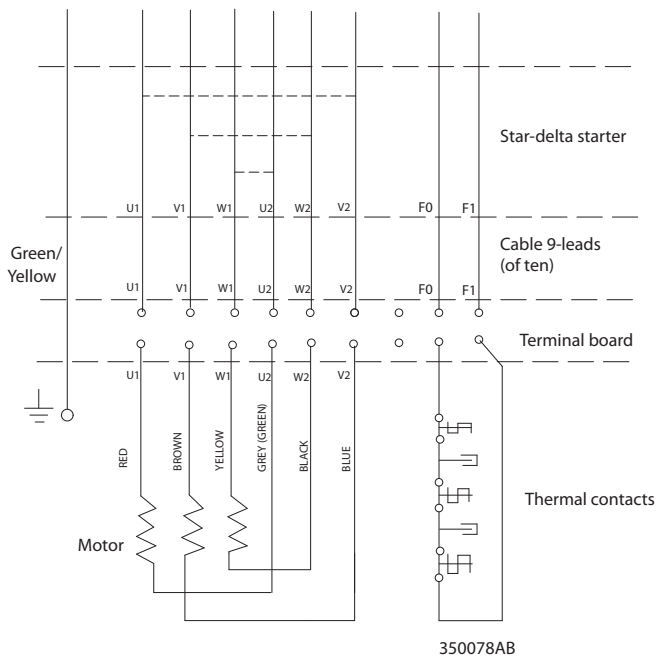 Star-delta starter
U1 V1 W1 U2 W2 V2 F0 F1
Green/
Yellow
Cable 9-leads
(of ten)
U1 V1 W1 U2 W2 V2 F0 F1
Terminal board
U1 V1 W1 U2 W2 V2
RED
BROWN
YELLOW
GREY (GREEN)
BLACK
BLUE
Thermal contacts
Motor
350078AB